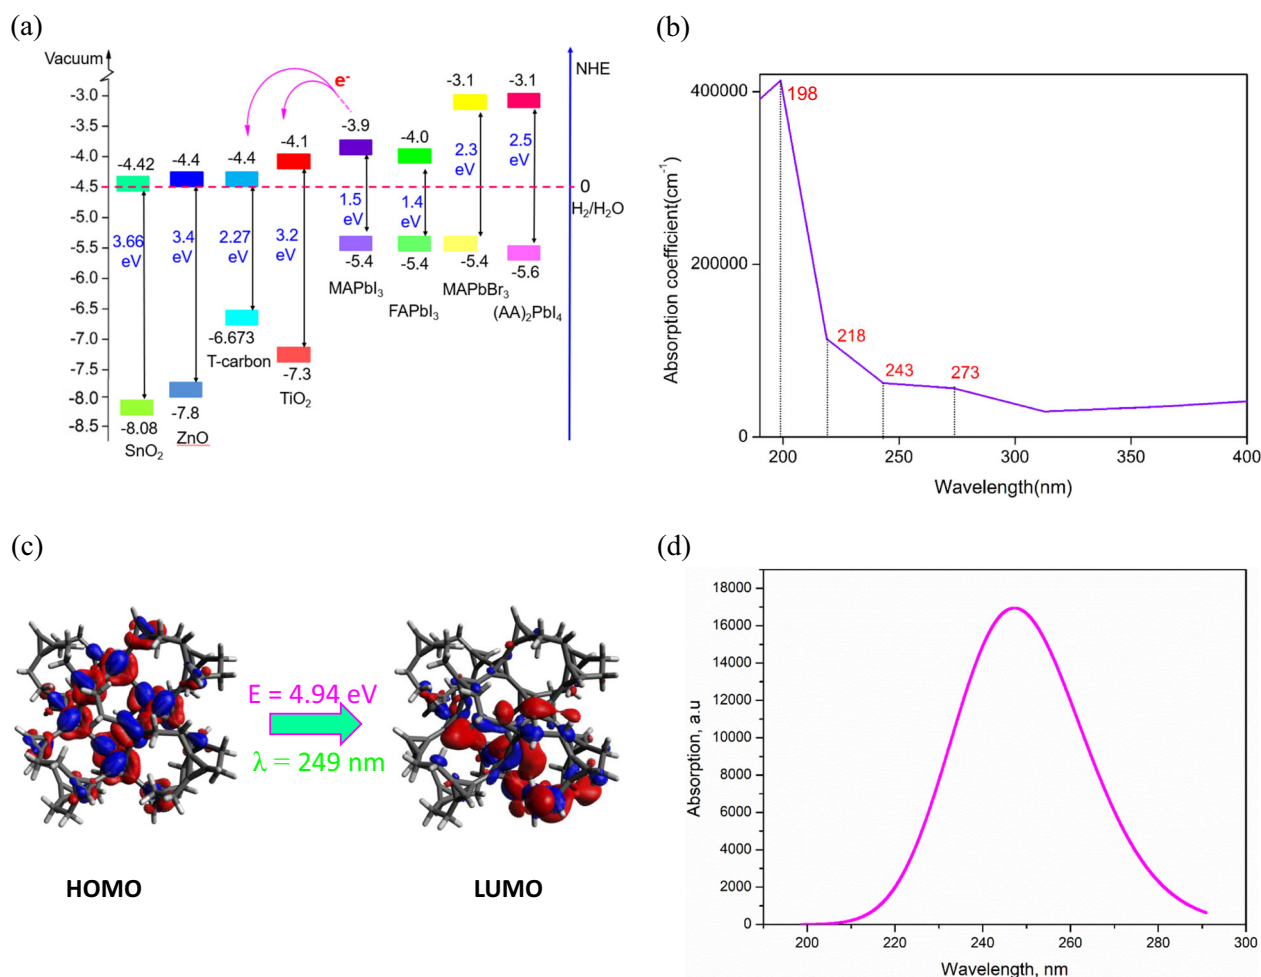 (a)
Vacuum
NHE
e⁻
-3.0
-3.5
-4.0
-4.5
-5.0
-5.5
-6.0
-6.5
-7.0
-7.5
-8.0
-8.5
-4.42
-4.4
-4.4
-4.1
-3.9
-4.0
-3.1
-3.1
3.66 eV
3.4 eV
2.27 eV
3.2 eV
1.5 eV
1.4 eV
2.3 eV
2.5 eV
0
H₂/H₂O
-8.08
-7.8
-6.673
-7.3
-5.4
-5.4
-5.4
-5.6
SnO₂
ZnO
T-carbon
TiO₂
MAPbI₃
FAPbI₃
MAPbBr₃
(AA)₂PbI₄
(b)
Absorption coefficient(cm⁻¹)
400000
200000
0
198
218
243
273
200
250
300
350
400
Wavelength(nm)
(c)
E = 4.94 eV
λ = 249 nm
HOMO
LUMO
(d)
Absorption, a.u
18000
16000
14000
12000
10000
8000
6000
4000
2000
0
200
220
240
260
280
300
Wavelength, nm